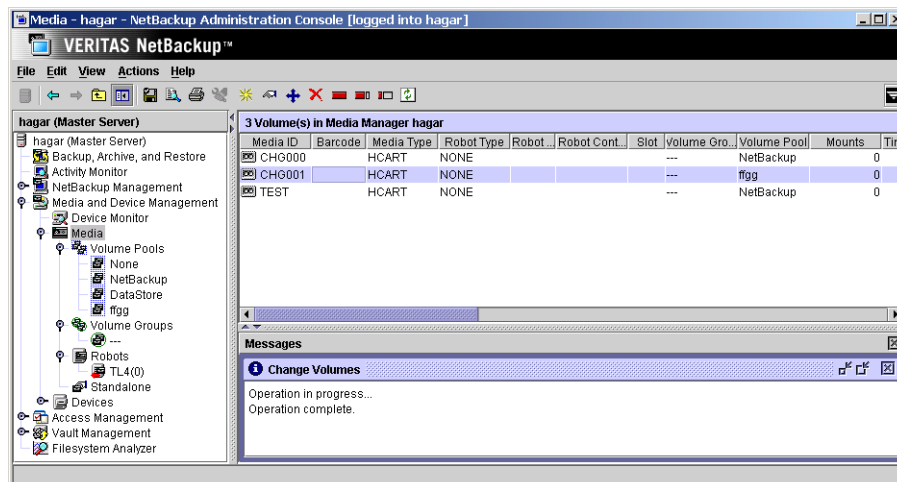 Media - hagar - NetBackup Administration Console [logged into hagar]
VERITAS NetBackup™
File Edit View Actions Help
hagar (Master Server)
hagar (Master Server)
Backup, Archive, and Restore
Activity Monitor
NetBackup Management
Media and Device Management
Device Monitor
Media
Volume Pools
None
NetBackup
DataStore
ffgg
Volume Groups
---
Robots
TL4(0)
Standalone
Devices
Access Management
Vault Management
Filesystem Analyzer
3 Volume(s) in Media Manager hagar
Media ID Barcode Media Type Robot Type Robot ... Robot Cont... Slot Volume Gro... Volume Pool Mounts Tir
CHG000 HCART NONE --- NetBackup 0
CHG001 HCART NONE --- ffgg 0
TEST HCART NONE --- NetBackup 0
Messages
Change Volumes
Operation in progress...
Operation complete.